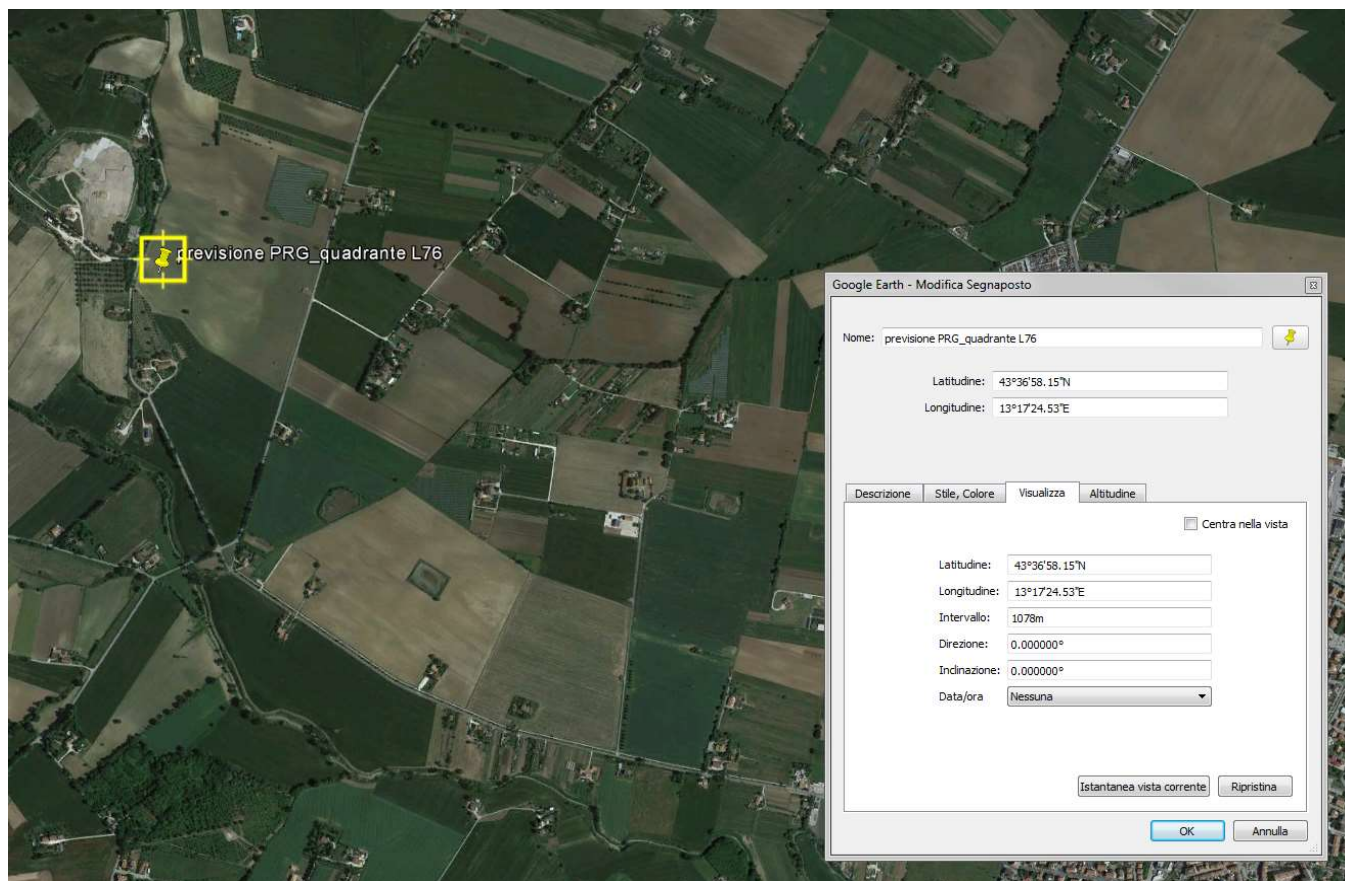 previsione PRG_quadrante L76
Google Earth - Modifica Segnaposto
Nome: previsione PRG_quadrante L76
Latitudine: 43°36'58.15"N
Longitudine: 13°17'24.53"E
Descrizione Stile, Colore Visualizza Altitudine
Centra nella vista
Latitudine: 43°36'58.15"N
Longitudine: 13°17'24.53"E
Intervallo: 1078m
Direzione: 0.000000°
Inclinazione: 0.000000°
Data/ora Nessuna
Istantanea vista corrente Ripristina
OK Annulla